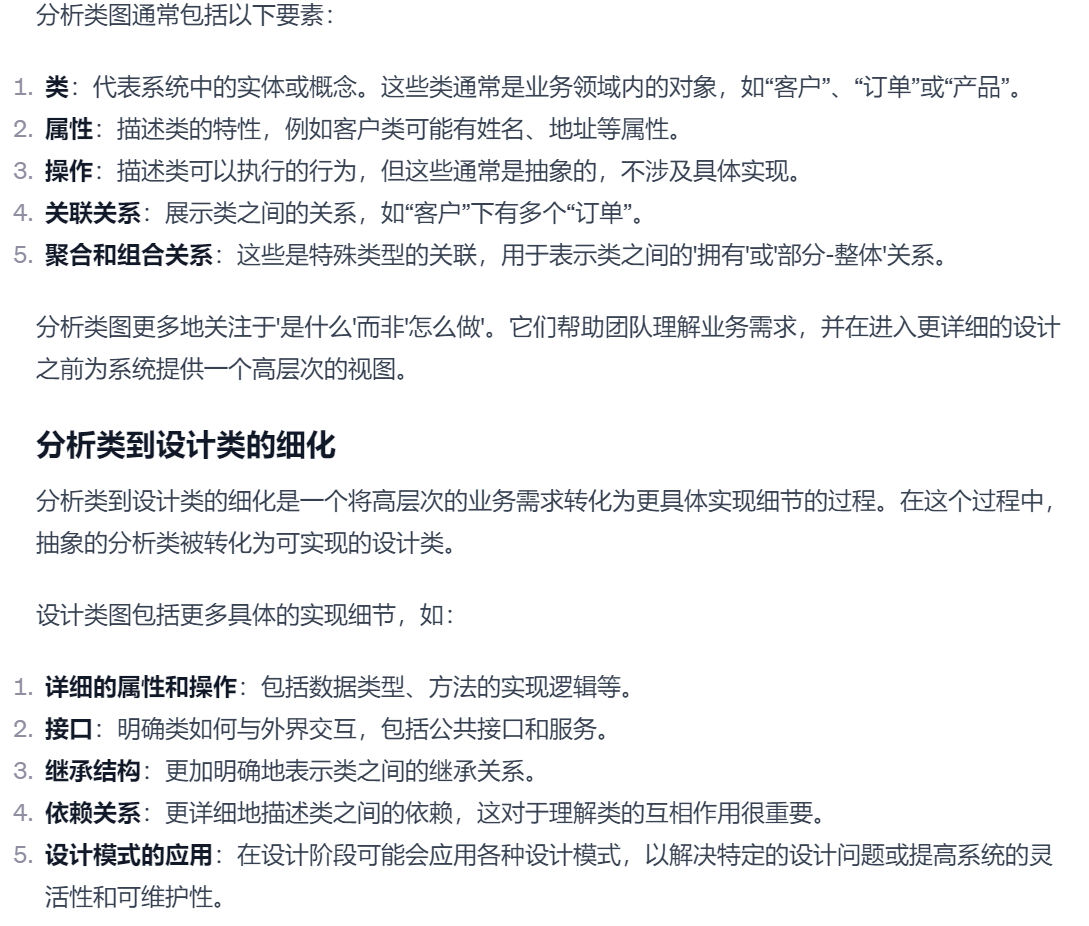 分析类图通常包括以下要素：
1. 类：代表系统中的实体或概念。这些类通常是业务领域内的对象，如“客户”、“订单”或“产品”。
2. 属性：描述类的特性，例如客户类可能有姓名、地址等属性。
3. 操作：描述类可以执行的行为，但这些通常是抽象的，不涉及具体实现。
4. 关联关系：展示类之间的关系，如“客户”下有多个“订单”。
5. 聚合和组合关系：这些是特殊类型的关联，用于表示类之间的'拥有'或'部分-整体'关系。
分析类图更多地关注于'是什么'而非'怎么做'。它们帮助团队理解业务需求，并在进入更详细的设计
之前为系统提供一个高层次的视图。
分析类到设计类的细化
分析类到设计类的细化是一个将高层次的业务需求转化为更具体实现细节的过程。在这个过程中，
抽象的分析类被转化为可实现的设计类。
设计类图包括更多具体的实现细节，如：
1. 详细的属性和操作：包括数据类型、方法的实现逻辑等。
2. 接口：明确类如何与外界交互，包括公共接口和服务。
3. 继承结构：更加明确地表示类之间的继承关系。
4. 依赖关系：更详细地描述类之间的依赖，这对于理解类的互相作用很重要。
5. 设计模式的应用：在设计阶段可能会应用各种设计模式，以解决特定的设计问题或提高系统的灵
活性和可维护性。